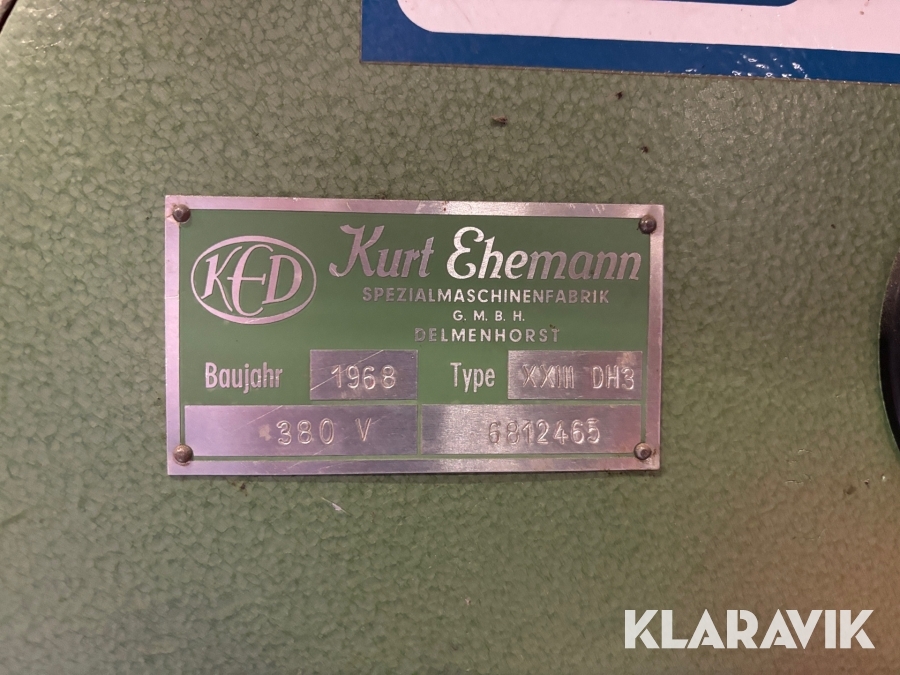 KED
Kurt Ehemann
SPEZIALMASCHINENFABRIK
G. M. B. H.
DELMENHORST
Baujahr 1968 Type XXIII DH3
380 V 6812465
KLARAVIK